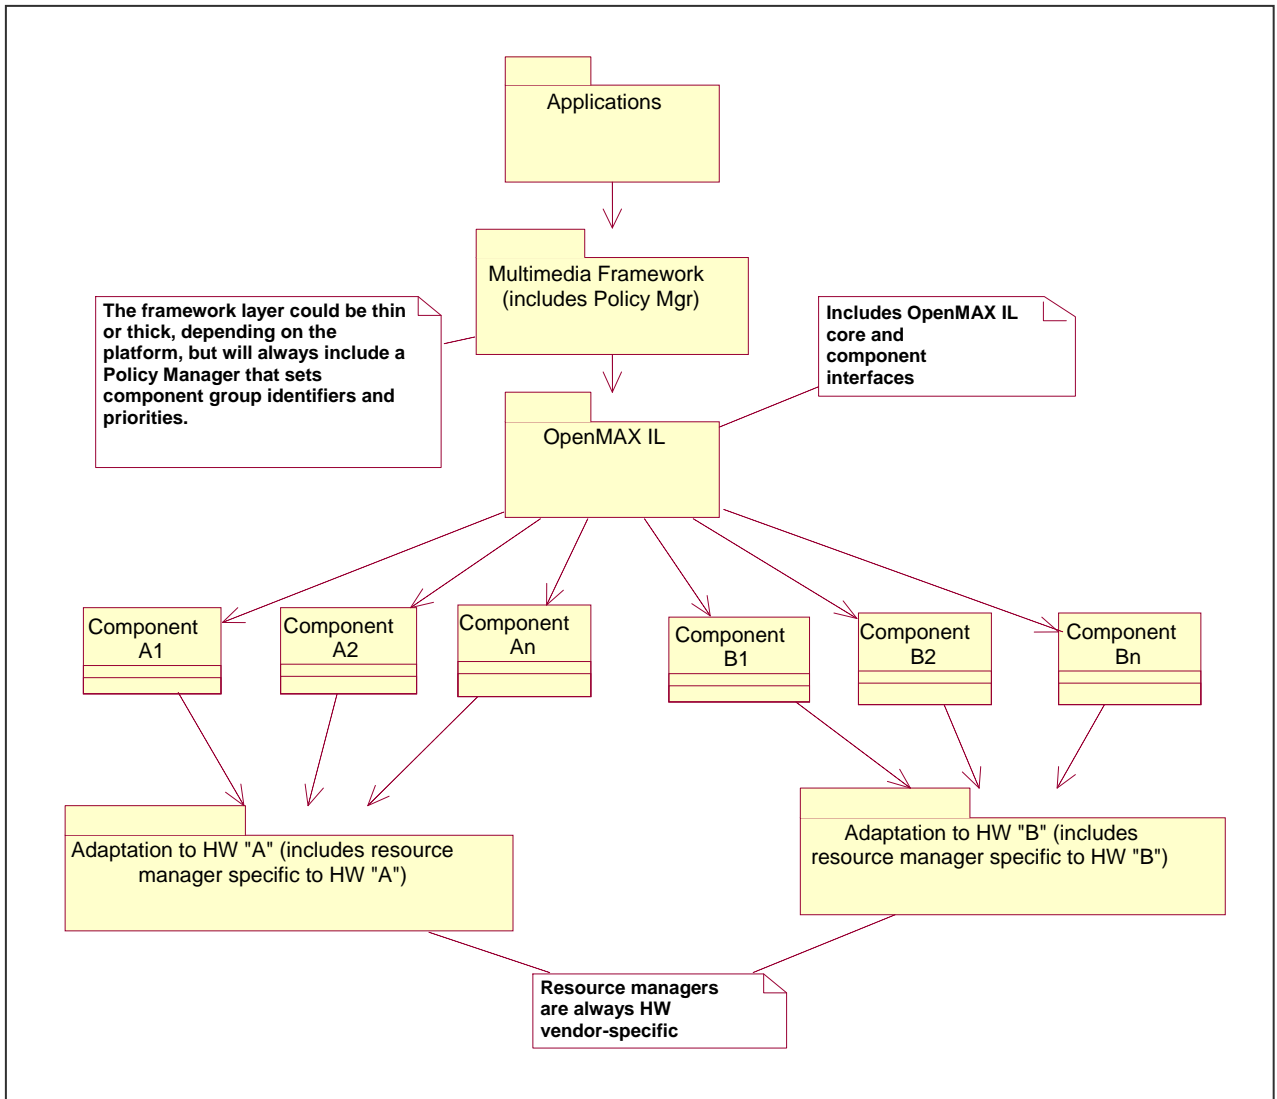 Applications
Multimedia Framework
(includes Policy Mgr)
The framework layer could be thin
or thick, depending on the
platform, but will always include a
Policy Manager that sets
component group identifiers and
priorities.
Includes OpenMAX IL
core and
component
interfaces
OpenMAX IL
Component
A1
Component
A2
Component
An
Component
B1
Component
B2
Component
Bn
Adaptation to HW "A" (includes resource
manager specific to HW "A")
Adaptation to HW "B" (includes
resource manager specific to HW "B")
Resource managers
are always HW
vendor-specific